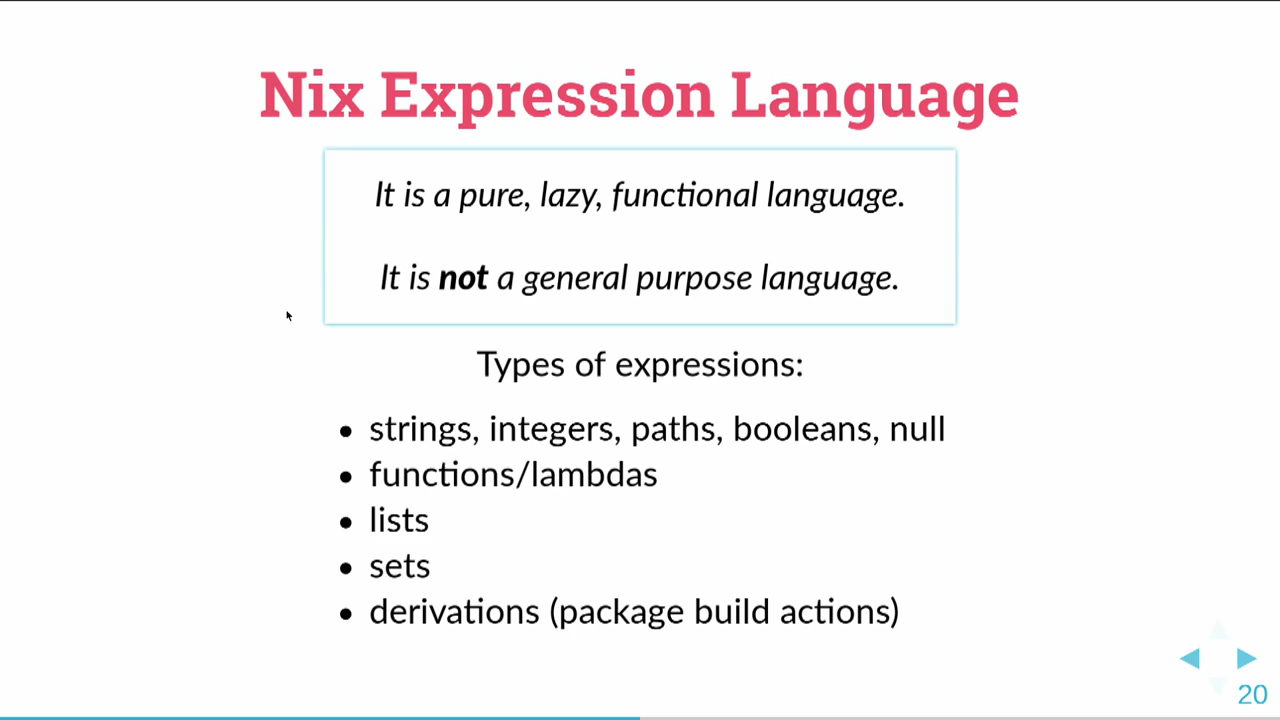 Nix Expression Language
It is a pure, lazy, functional language.
It is not a general purpose language.
Types of expressions:
• strings, integers, paths, booleans, null
• functions/lambdas
• lists
• sets
• derivations (package build actions)
20